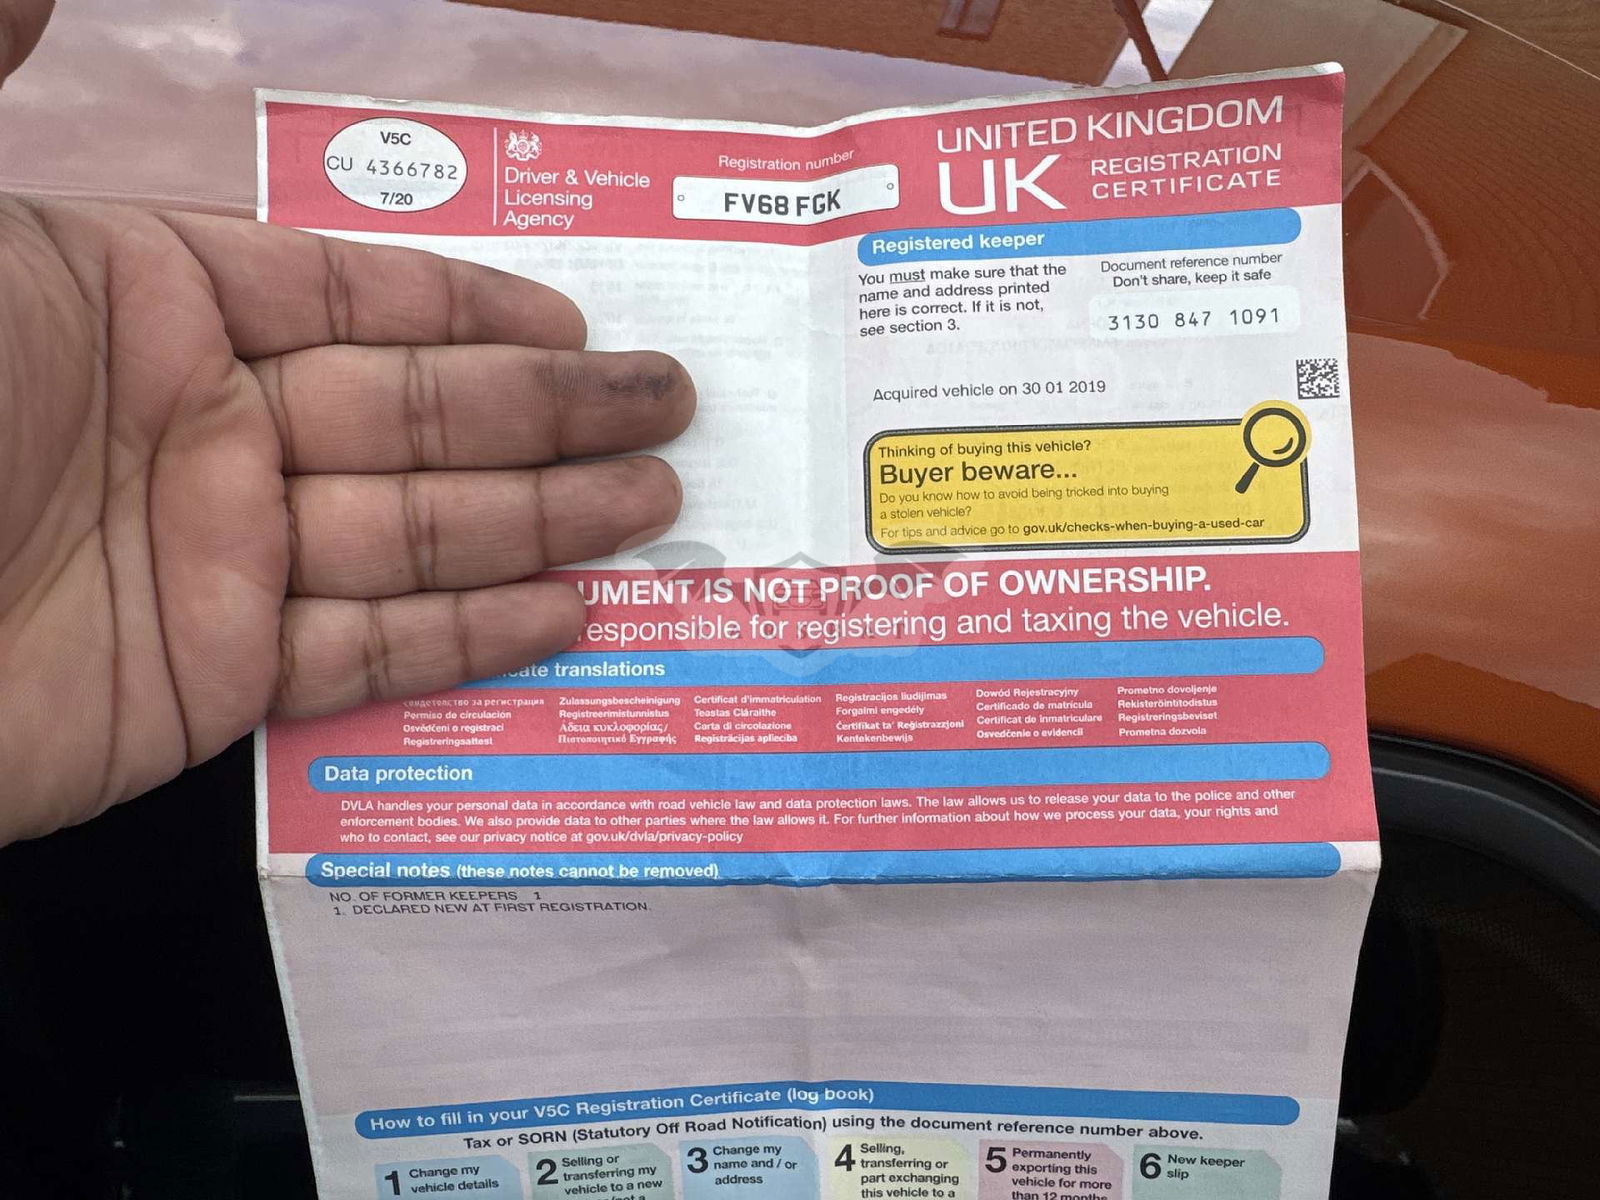 V5C
CU 4366782
7/20
Driver & Vehicle
Licensing
Agency
Registration number
FV68 FGK
UNITED KINGDOM
UK
REGISTRATION
CERTIFICATE
Registered keeper
You must make sure that the
name and address printed
here is correct. If it is not,
see section 3.
Document reference number
Don't share, keep it safe
3130 847 1091
Acquired vehicle on 30 01 2019
Thinking of buying this vehicle?
Buyer beware...
Do you know how to avoid being tricked into buying
a stolen vehicle?
For tips and advice go to gov.uk/checks-when-buying-a-used-car
UMENT IS NOT PROOF OF OWNERSHIP.
responsible for registering and taxing the vehicle.
cate translations
Свидетельство за регистрация
Permiso de circulación
Osvědčení o registraci
Registreringsattest
Zulassungsbescheinigung
Registreerimistunnistus
Άδεια κυκλοφορίας/
Πιστοποιητικό Εγγραφής
Certificat d'immatriculation
Teastas Cláraithe
Carta di circolazione
Reģistrācijas apliecība
Registracijos liudijimas
Forgalmi engedély
Ċertifikat ta' Reġistrazzjoni
Kentekenbewijs
Dowód Rejestracyjny
Certificado de matrícula
Certificat de înmatriculare
Osvedčenie o evidencii
Prometno dovoljenje
Rekisteröintitodistus
Registreringsbeviset
Prometna dozvola
Data protection
DVLA handles your personal data in accordance with road vehicle law and data protection laws. The law allows us to release your data to the police and other
enforcement bodies. We also provide data to other parties where the law allows it. For further information about how we process your data, your rights and
who to contact, see our privacy notice at gov.uk/dvla/privacy-policy
Special notes (these notes cannot be removed)
NO. OF FORMER KEEPERS 1
1. DECLARED NEW AT FIRST REGISTRATION.
How to fill in your V5C Registration Certificate (log book)
Tax or SORN (Statutory Off Road Notification) using the document reference number above.
1 Change my
vehicle details
2 Selling or
transferring my
vehicle to a new
3 Change my
name and / or
address
4 Selling,
transferring or
part exchanging
this vehicle to a
5 Permanently
exporting this
vehicle for more
than 12 months
6 New keeper
slip